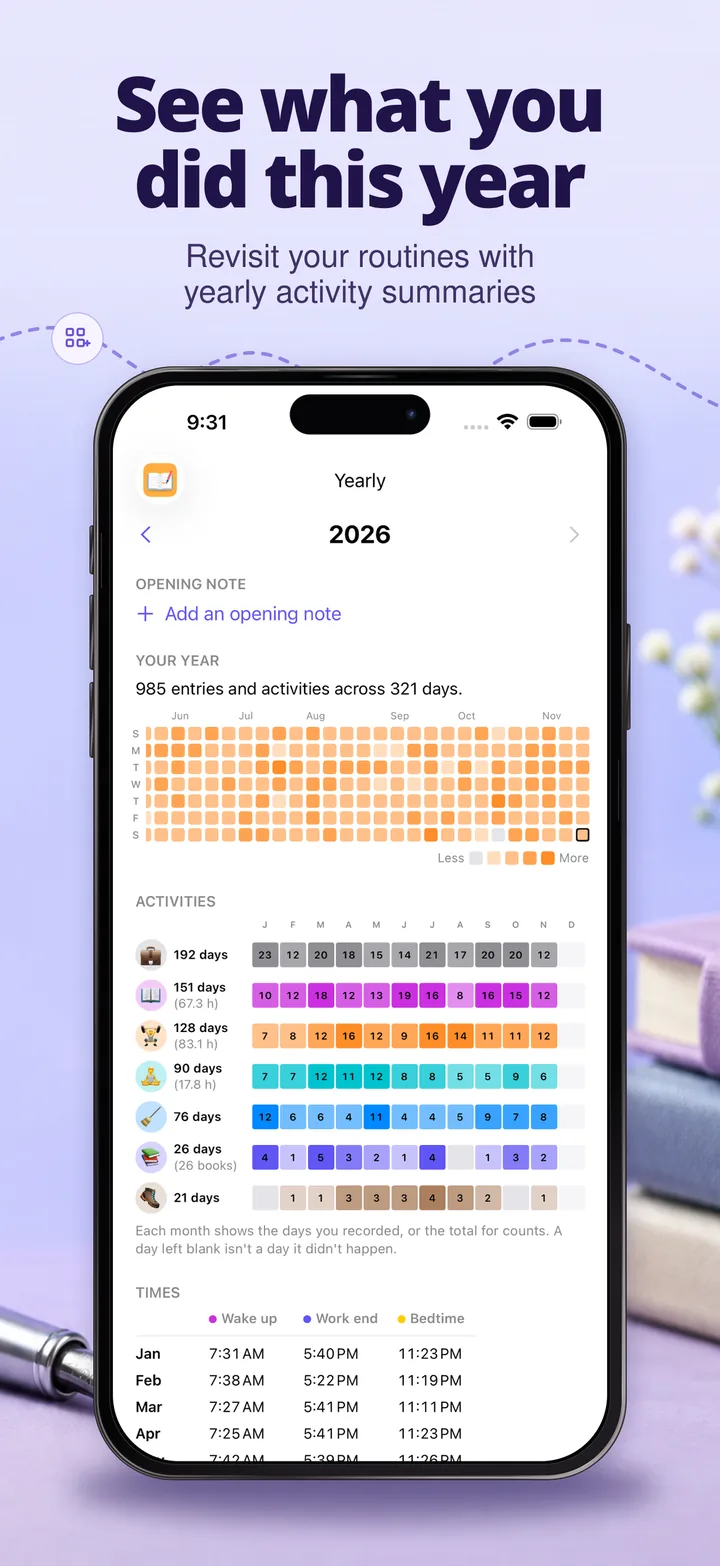 See what you
did this year
Revisit your routines with
yearly activity summaries
9:31
Yearly
2026
OPENING NOTE
+ Add an opening note
YOUR YEAR
985 entries and activities across 321 days.
Jun Jul Aug Sep Oct Nov
S
M
T
W
T
F
S
Less More
ACTIVITIES
J F M A M J J A S O N D
192 days 23 12 20 18 15 14 21 17 20 20 12
151 days 10 12 18 12 13 19 16 8 16 15 12
(67.3 h)
128 days 7 8 12 16 12 9 16 14 11 11 12
(83.1 h)
90 days 7 7 12 11 12 8 8 5 5 9 6
(17.8 h)
76 days 12 6 6 4 11 4 4 5 9 7 8
26 days 4 1 5 3 2 1 4 1 3 2
(26 books)
21 days 1 1 3 3 3 4 3 2 1
Each month shows the days you recorded, or the total for counts. A
day left blank isn't a day it didn't happen.
TIMES
Wake up Work end Bedtime
Jan 7:31 AM 5:40 PM 11:23 PM
Feb 7:38 AM 5:22 PM 11:19 PM
Mar 7:27 AM 5:41 PM 11:11 PM
Apr 7:25 AM 5:41 PM 11:23 PM
7:42 AM 5:39 PM 11:26 PM